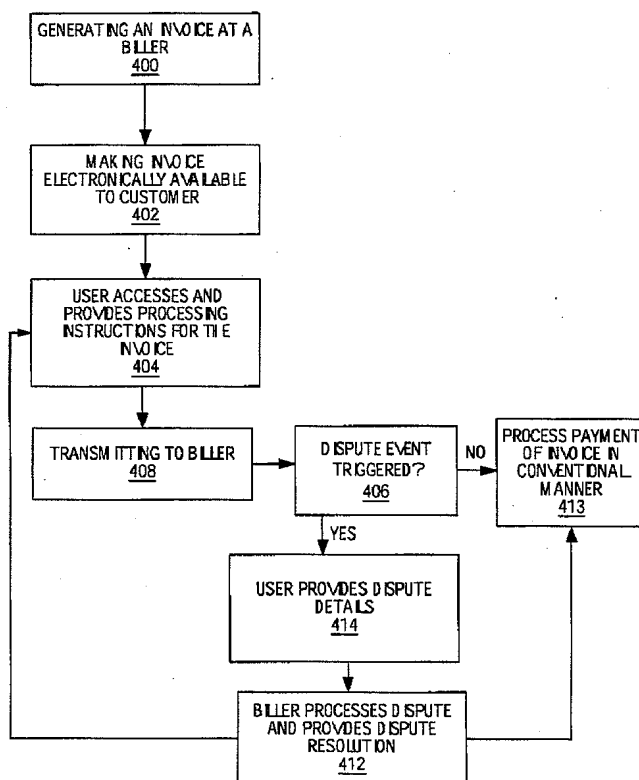 GENERATING AN INVOICE AT A
BILLER
400
MAKING INVOICE
ELECTRONICALLY AVAILABLE
TO CUSTOMER
402
USER ACCESSES AND
PROVIDES PROCESSING
INSTRUCTIONS FOR THE
INVOICE
404
TRANSMITTING TO BILLER
408
DISPUTE EVENT
TRIGGERED?
406
NO
PROCESS PAYMENT
OF INVOICE IN
CONVENTIONAL
MANNER
413
YES
USER PROVIDES DISPUTE
DETAILS
414
BILLER PROCESSES DISPUTE
AND PROVIDES DISPUTE
RESOLUTION
412